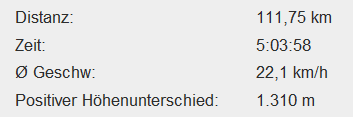 Distanz: 111,75 km
Zeit: 5:03:58
Ø Geschw: 22,1 km/h
Positiver Höhenunterschied: 1.310 m